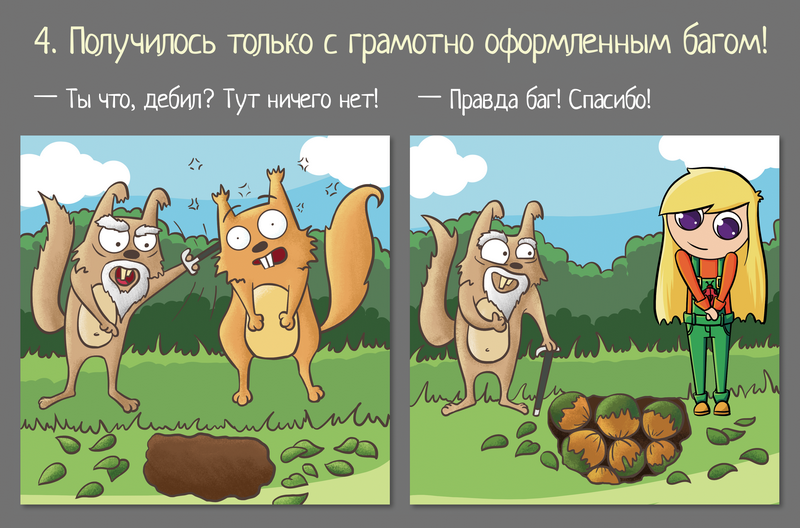 4. Получилось только с грамотно оформленным багом!
— Ты что, дебил? Тут ничего нет!
— Правда баг! Спасибо!